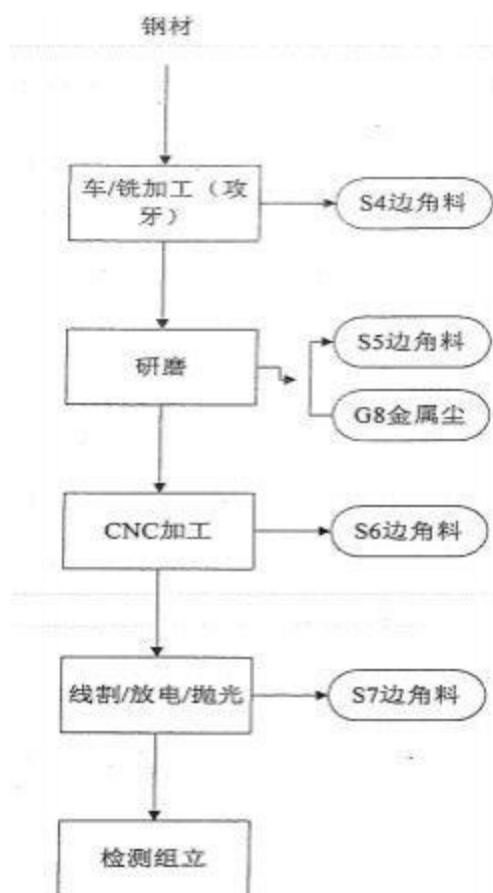 钢材
车/铣加工（攻
牙）
S4边角料
研磨
S5边角料
G8金属尘
CNC加工
S6边角料
线割/放电/抛光
S7边角料
检测组立